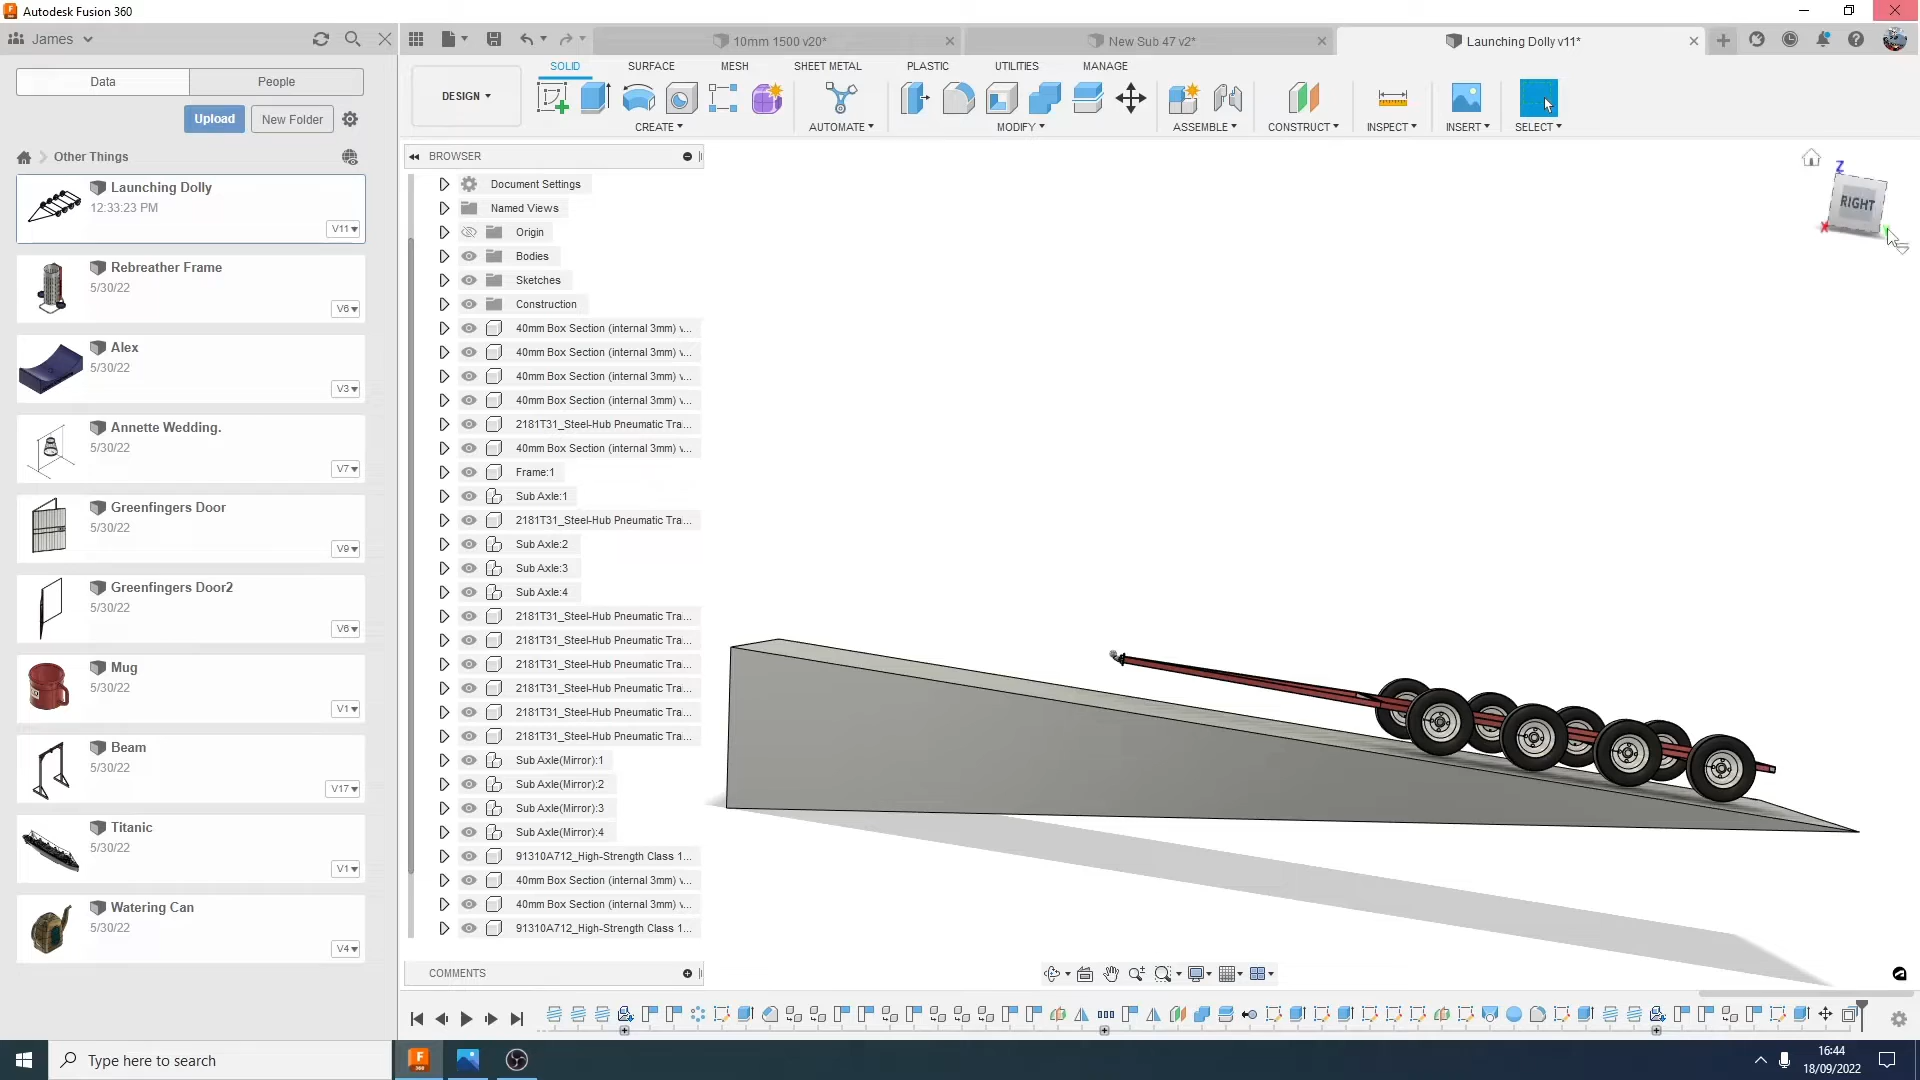 Autodesk Fusion 360
James
10mm 1500 v20*
New Sub 47 v2*
Launching Dolly v11*
Data
People
SOLID
SURFACE
MESH
SHEET METAL
PLASTIC
UTILITIES
MANAGE
DESIGN
Upload
New Folder
CREATE
AUTOMATE
MODIFY
ASSEMBLE
CONSTRUCT
INSPECT
INSERT
SELECT
Other Things
BROWSER
Launching Dolly
12:33:23 PM
V11
Rebreather Frame
5/30/22
V6
Alex
5/30/22
V3
Annette Wedding.
5/30/22
V7
Greenfingers Door
5/30/22
V9
Greenfingers Door2
5/30/22
V6
Mug
5/30/22
V1
Beam
5/30/22
V17
Titanic
5/30/22
V1
Watering Can
5/30/22
V4
Document Settings
Named Views
Origin
Bodies
Sketches
Construction
40mm Box Section (internal 3mm) v...
40mm Box Section (internal 3mm) v...
40mm Box Section (internal 3mm) v...
40mm Box Section (internal 3mm) v...
2181T31_Steel-Hub Pneumatic Tra...
40mm Box Section (internal 3mm) v...
Frame:1
Sub Axle:1
2181T31_Steel-Hub Pneumatic Tra...
Sub Axle:2
Sub Axle:3
Sub Axle:4
2181T31_Steel-Hub Pneumatic Tra...
2181T31_Steel-Hub Pneumatic Tra...
2181T31_Steel-Hub Pneumatic Tra...
2181T31_Steel-Hub Pneumatic Tra...
2181T31_Steel-Hub Pneumatic Tra...
2181T31_Steel-Hub Pneumatic Tra...
Sub Axle(Mirror):1
Sub Axle(Mirror):2
Sub Axle(Mirror):3
Sub Axle(Mirror):4
91310A712_High-Strength Class 1...
40mm Box Section (internal 3mm) v...
40mm Box Section (internal 3mm) v...
91310A712_High-Strength Class 1...
COMMENTS
Z
RIGHT
X
Type here to search
16:44
18/09/2022